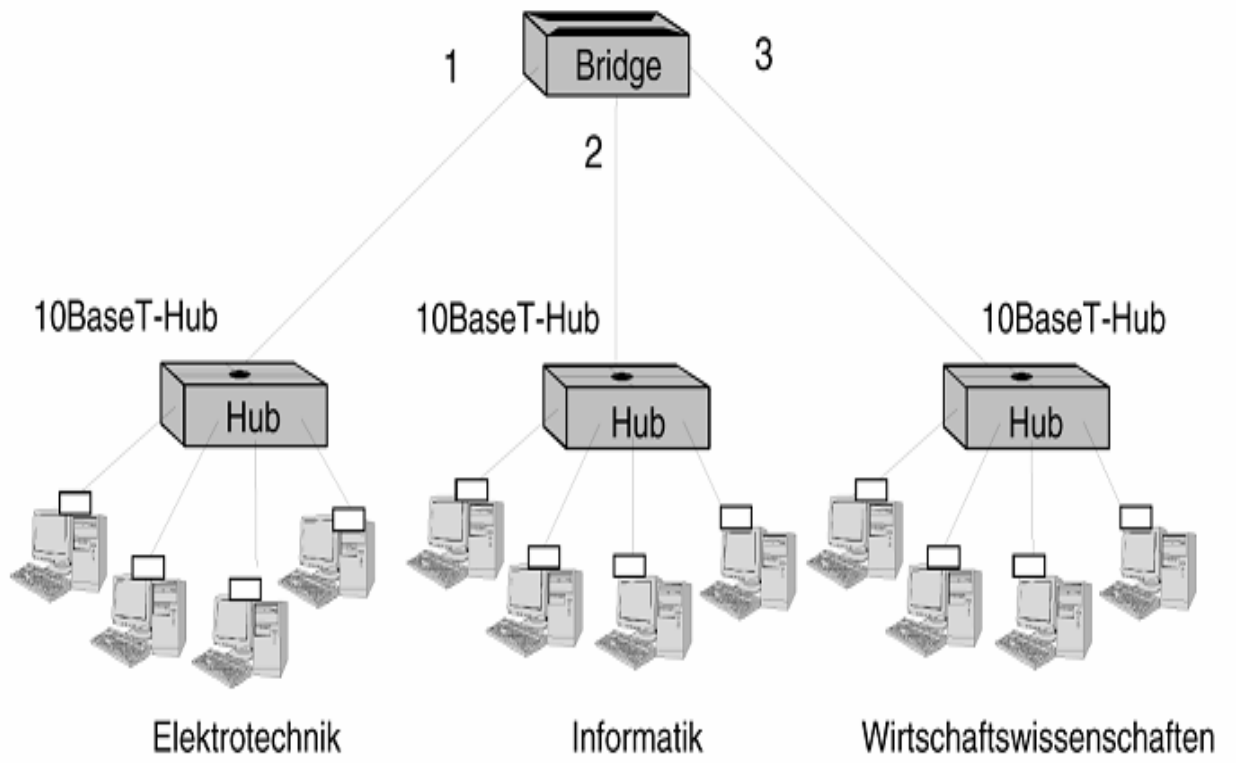 1
Bridge
3
2
10BaseT-Hub
10BaseT-Hub
10BaseT-Hub
Hub
Hub
Hub
Elektrotechnik
Informatik
Wirtschaftswissenschaften